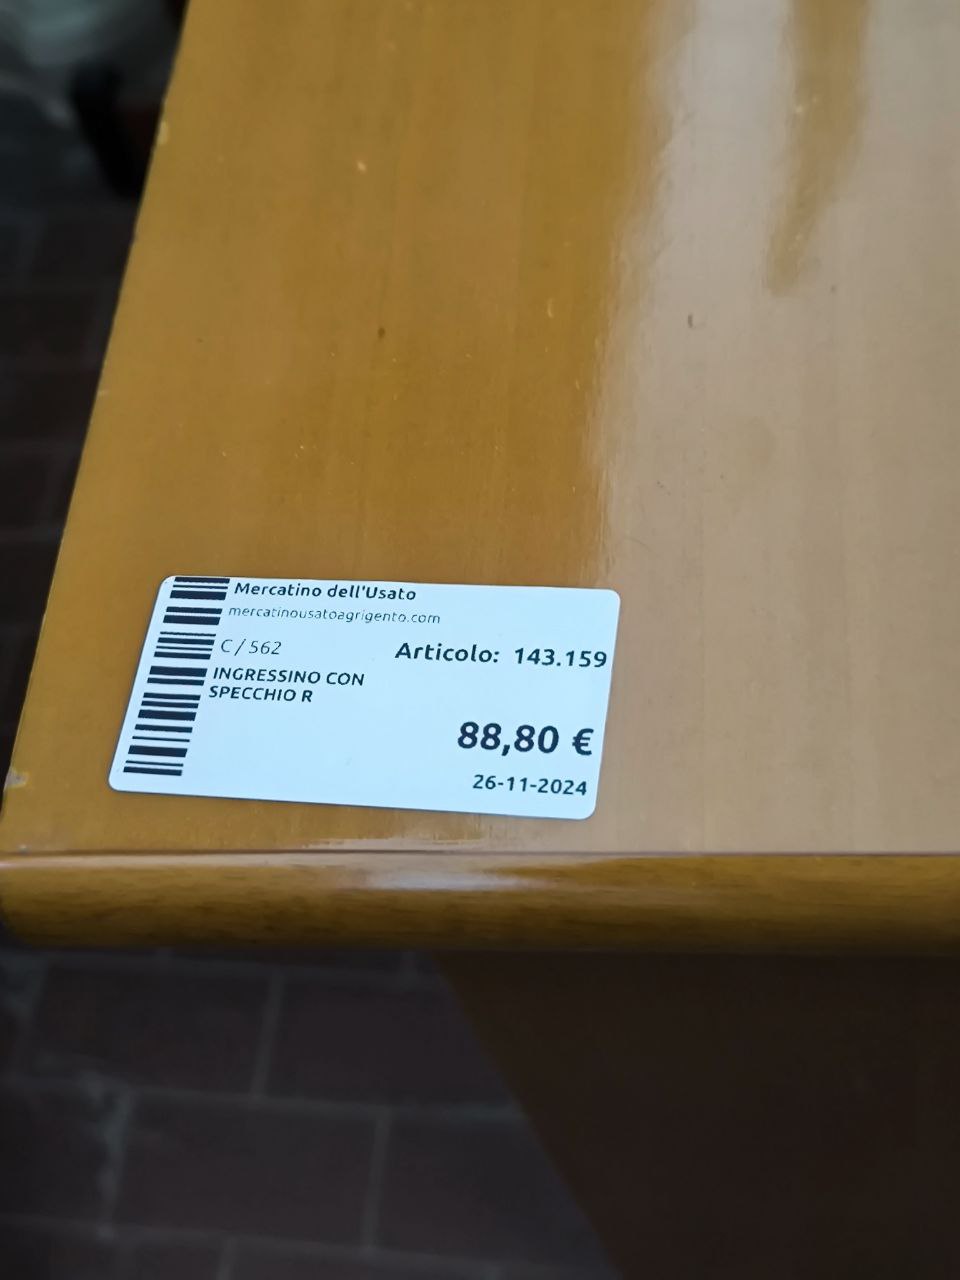 Mercatino dell'Usato
mercatinousatoagrigento.com
C / 562
Articolo: 143.159
INGRESSINO CON
SPECCHIO R
88,80 €
26-11-2024